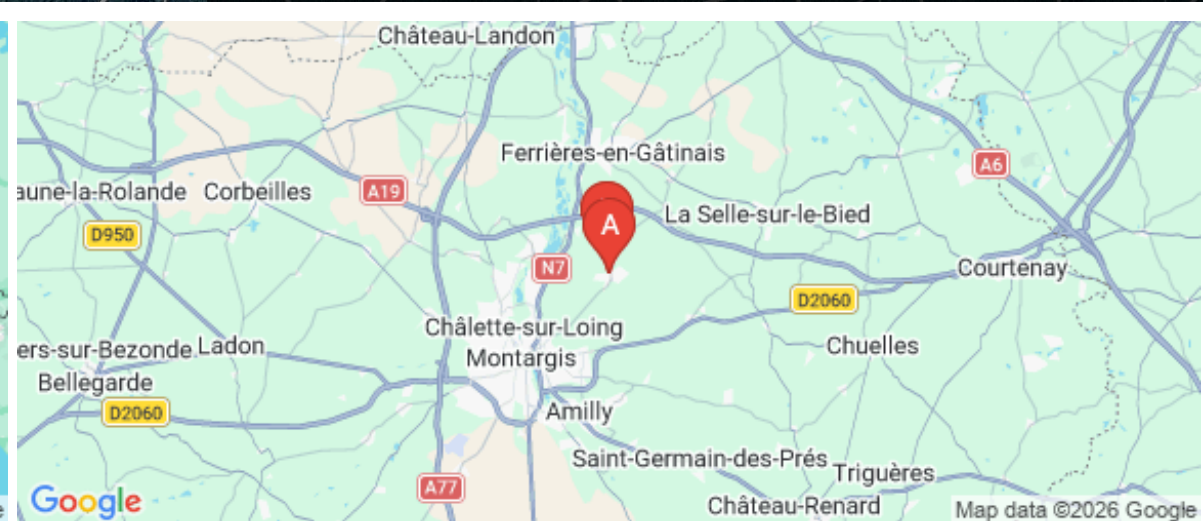 Château-Landon
Ferrières-en-Gâtinais
A6
aune-la-Rolande
Corbeilles
A19
La Selle-sur-le-Bied
A
D950
N7
Courtenay
D2060
Châlette-sur-Loing
Montargis
ers-sur-Bezonde
Ladon
Chuelles
Bellegarde
D2060
Amilly
Saint-Germain-des-Prés
Triguères
A77
Château-Renard
Google
Map data ©2026 Google